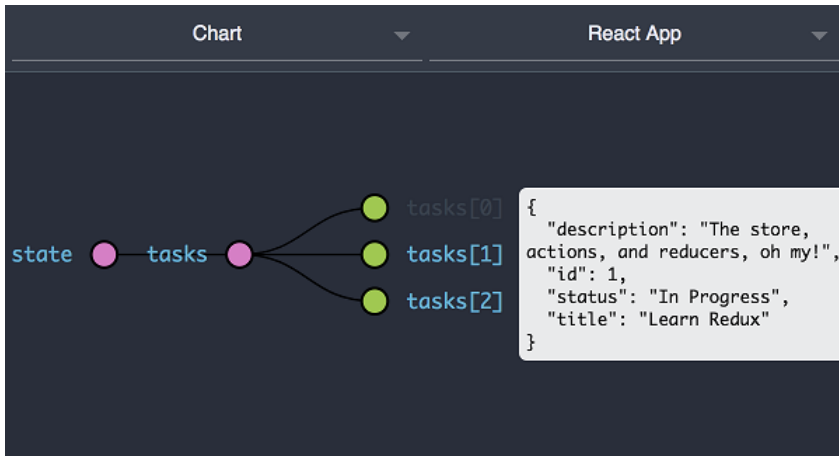 Chart
React App
state
tasks
tasks[0]
tasks[1]
tasks[2]
{
"description": "The store,
actions, and reducers, oh my!",
"id": 1,
"status": "In Progress",
"title": "Learn Redux"
}